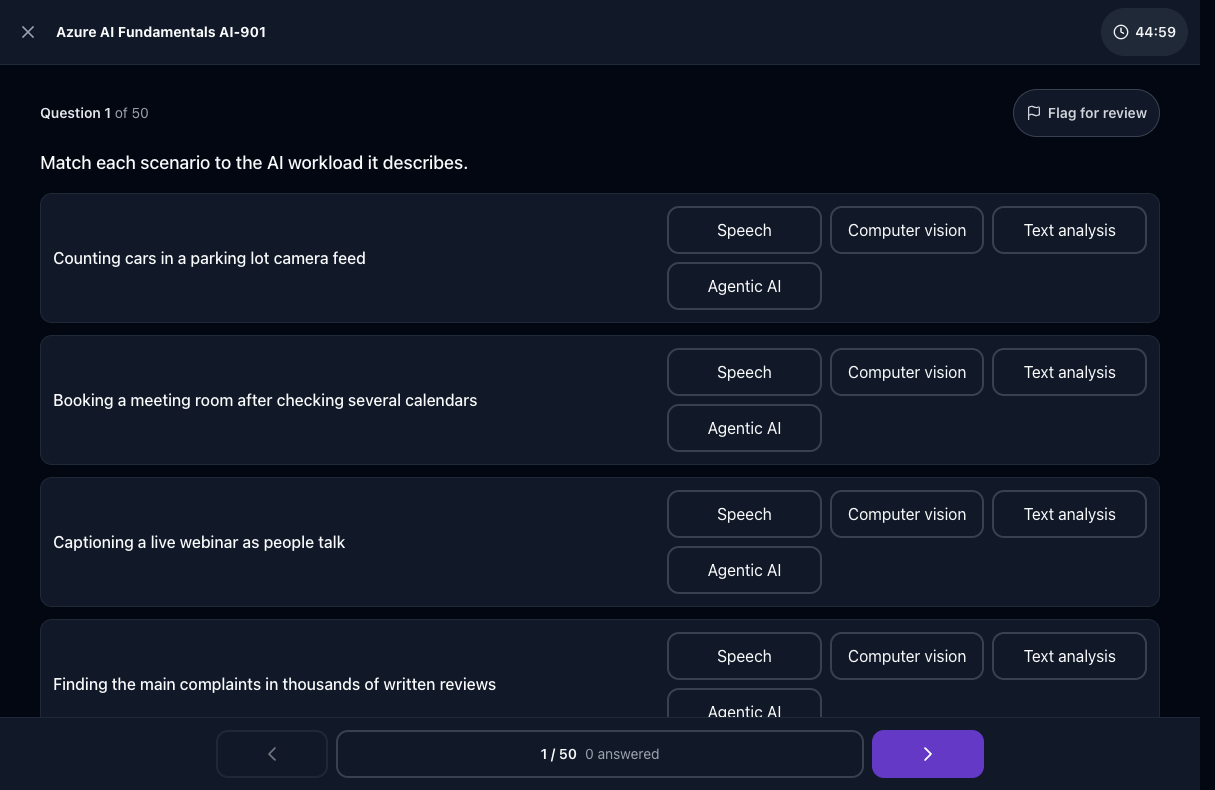 Azure AI Fundamentals AI-901
44:59
Question 1 of 50
Flag for review
Match each scenario to the AI workload it describes.
Counting cars in a parking lot camera feed
Speech
Computer vision
Text analysis
Agentic AI
Booking a meeting room after checking several calendars
Speech
Computer vision
Text analysis
Agentic AI
Captioning a live webinar as people talk
Speech
Computer vision
Text analysis
Agentic AI
Finding the main complaints in thousands of written reviews
Speech
Computer vision
Text analysis
Agentic AI
1 / 50 0 answered